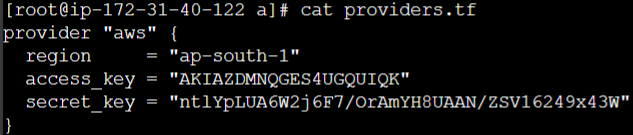 [root@ip-172-31-40-122 a]# cat providers.tf
provider "aws" {
  region     = "ap-south-1"
  access_key = "AKIAZDMNQGES4UGQUIQK"
  secret_key = "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"
}